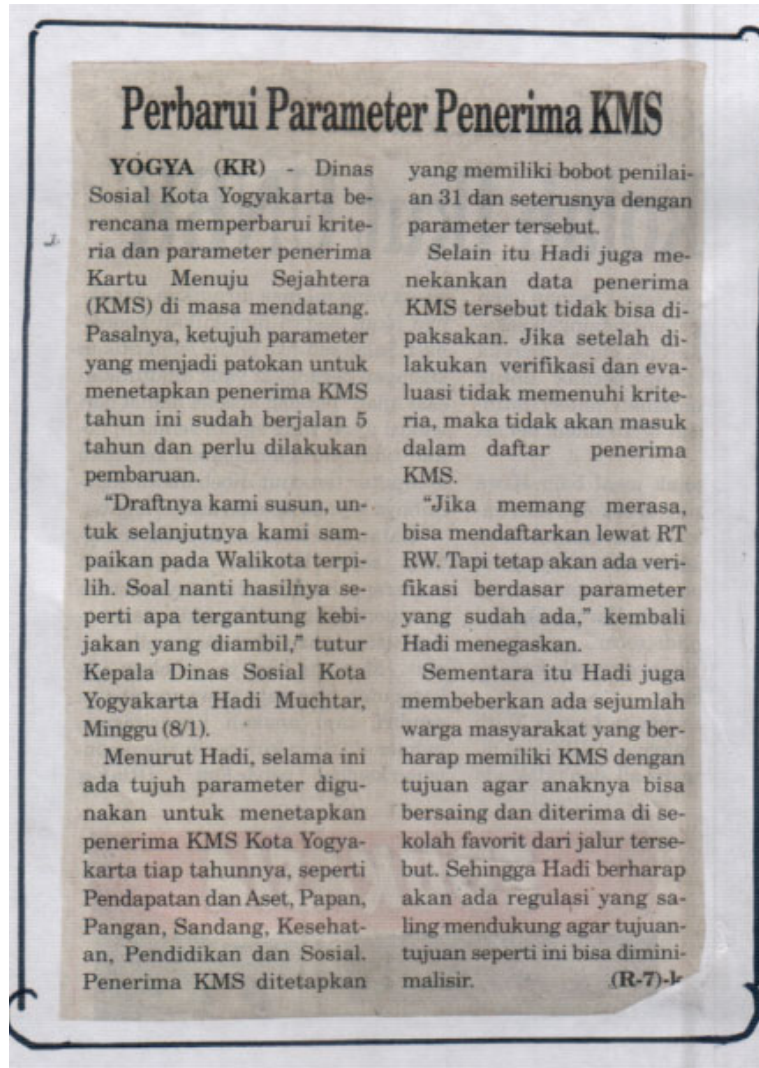 Perbarui Parameter Penerima KMS
YOGYA (KR) - Dinas
Sosial Kota Yogyakarta be-
rencana memperbarui krite-
ria dan parameter penerima
Kartu Menuju Sejahtera
(KMS) di masa mendatang.
Pasalnya, ketujuh parameter
yang menjadi patokan untuk
menetapkan penerima KMS
tahun ini sudah berjalan 5
tahun dan perlu dilakukan
pembaruan.
"Draftnya kami susun, un-
tuk selanjutnya kami sam-
paikan pada Walikota terpi-
lih. Soal nanti hasilnya se-
perti apa tergantung kebi-
jakan yang diambil," tutur
Kepala Dinas Sosial Kota
Yogyakarta Hadi Muchtar,
Minggu (8/1).
Menurut Hadi, selama ini
ada tujuh parameter digu-
nakan untuk menetapkan
penerima KMS Kota Yogya-
karta tiap tahunnya, seperti
Pendapatan dan Aset, Papan,
Pangan, Sandang, Kesehat-
an, Pendidikan dan Sosial.
Penerima KMS ditetapkan
yang memiliki bobot penilai-
an 31 dan seterusnya dengan
parameter tersebut.
Selain itu Hadi juga me-
nekankan data penerima
KMS tersebut tidak bisa di-
paksakan. Jika setelah di-
lakukan verifikasi dan eva-
luasi tidak memenuhi krite-
ria, maka tidak akan masuk
dalam daftar penerima
KMS.
"Jika memang merasa,
bisa mendaftarkan lewat RT
RW. Tapi tetap akan ada veri-
fikasi berdasar parameter
yang sudah ada," kembali
Hadi menegaskan.
Sementara itu Hadi juga
membeberkan ada sejumlah
warga masyarakat yang ber-
harap memiliki KMS dengan
tujuan agar anaknya bisa
bersaing dan diterima di se-
kolah favorit dari jalur terse-
but. Sehingga Hadi berharap
akan ada regulasi yang sa-
ling mendukung agar tujuan-
tujuan seperti ini bisa dimini-
malisir. (R-7)-k